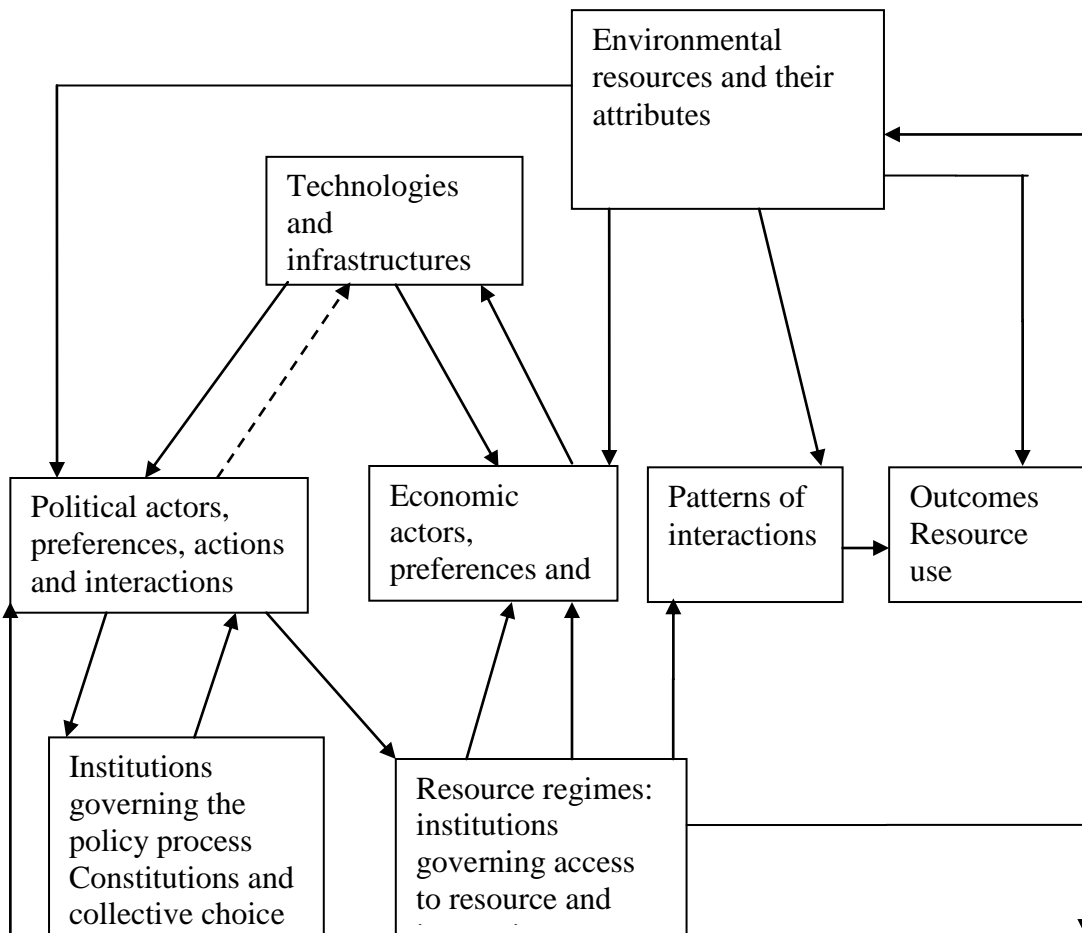 Environmental
resources and their
attributes
Technologies
and
infrastructures
Political actors,
preferences, actions
and interactions
Economic
actors,
preferences and
Patterns of
interactions
Outcomes
Resource
use
Institutions
governing the
policy process
Constitutions and
collective choice
Resource regimes:
institutions
governing access
to resource and